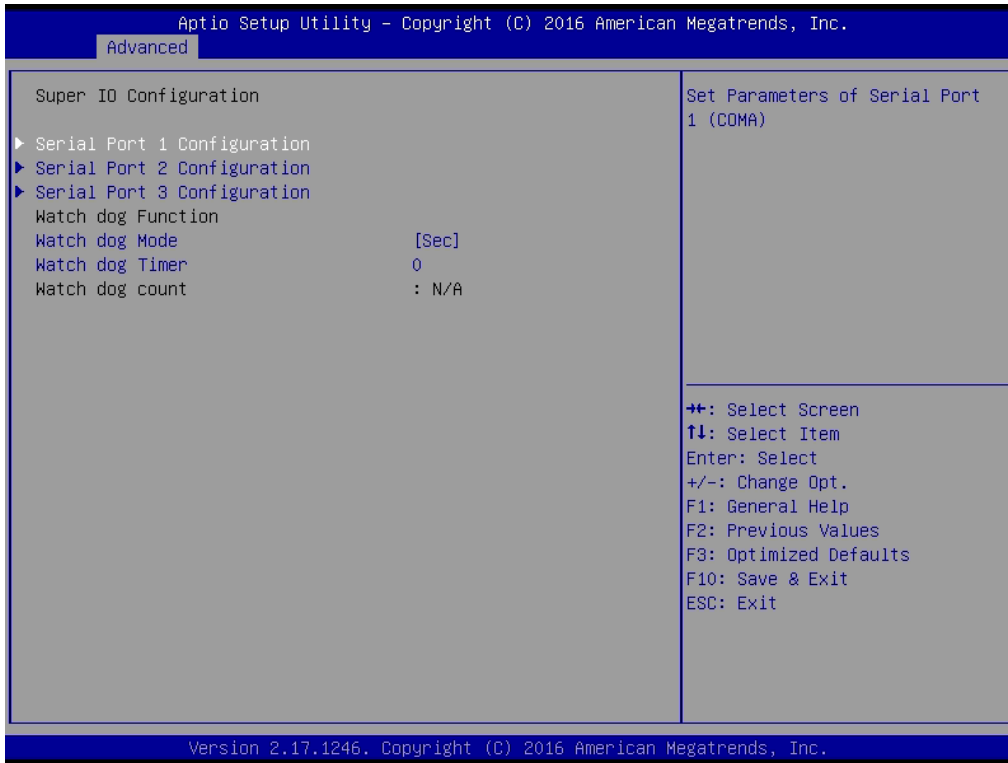 Aptio Setup Utility – Copyright (C) 2016 American Megatrends, Inc.
Advanced
Super IO Configuration
▶ Serial Port 1 Configuration
▶ Serial Port 2 Configuration
▶ Serial Port 3 Configuration
Watch dog Function
Watch dog Mode [Sec]
Watch dog Timer 0
Watch dog count : N/A
Set Parameters of Serial Port
1 (COMA)
→←: Select Screen
↑↓: Select Item
Enter: Select
+/-: Change Opt.
F1: General Help
F2: Previous Values
F3: Optimized Defaults
F10: Save & Exit
ESC: Exit
Version 2.17.1246. Copyright (C) 2016 American Megatrends, Inc.